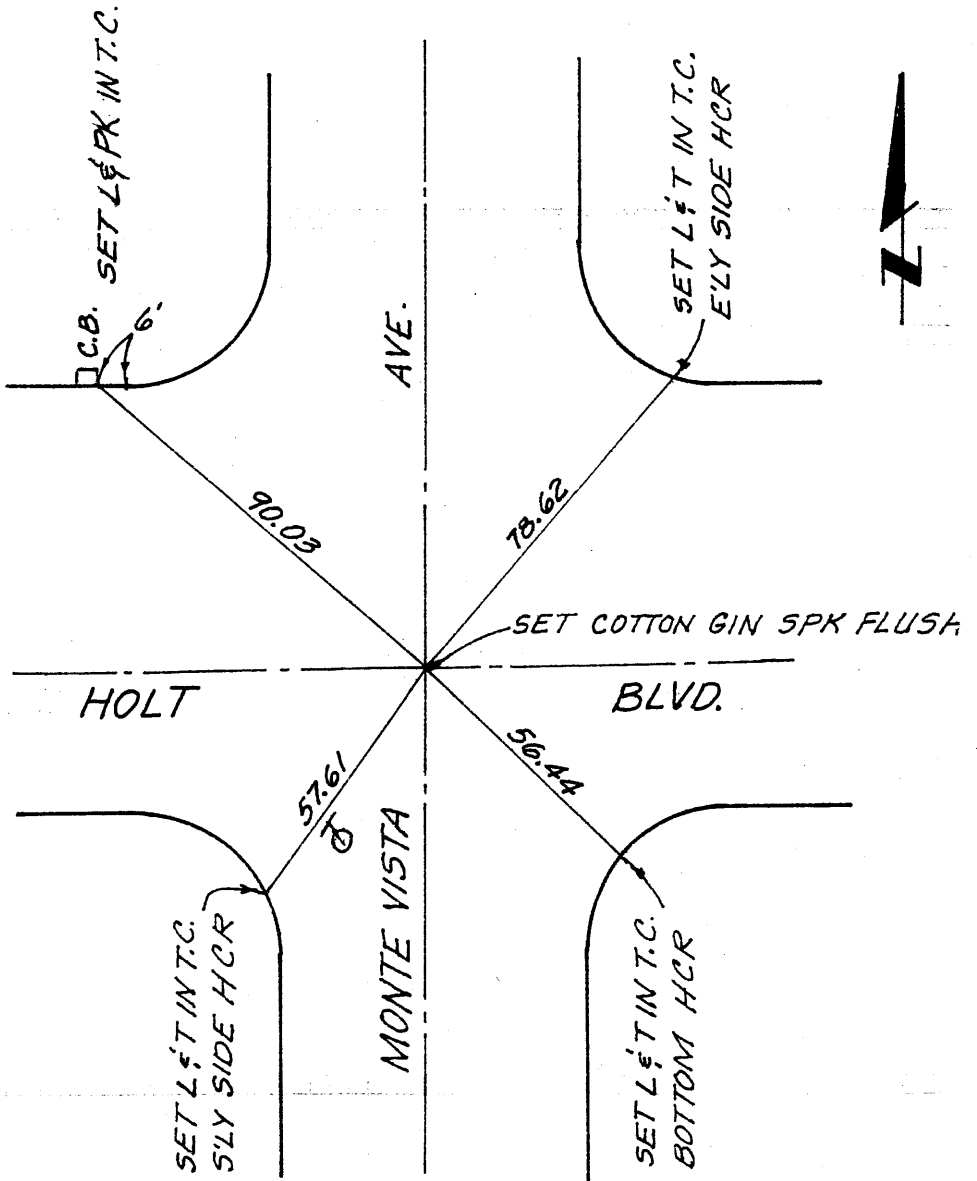 SET L & PK IN T.C.
C.B.
6'
SET L & T IN T.C.
E'LY SIDE HCR
N
AVE.
90.03
78.62
SET COTTON GIN SPK FLUSH
HOLT
BLVD.
57.61
56.44
MONTE VISTA
SET L & T IN T.C.
S'LY SIDE HCR
SET L & T IN T.C.
BOTTOM HCR